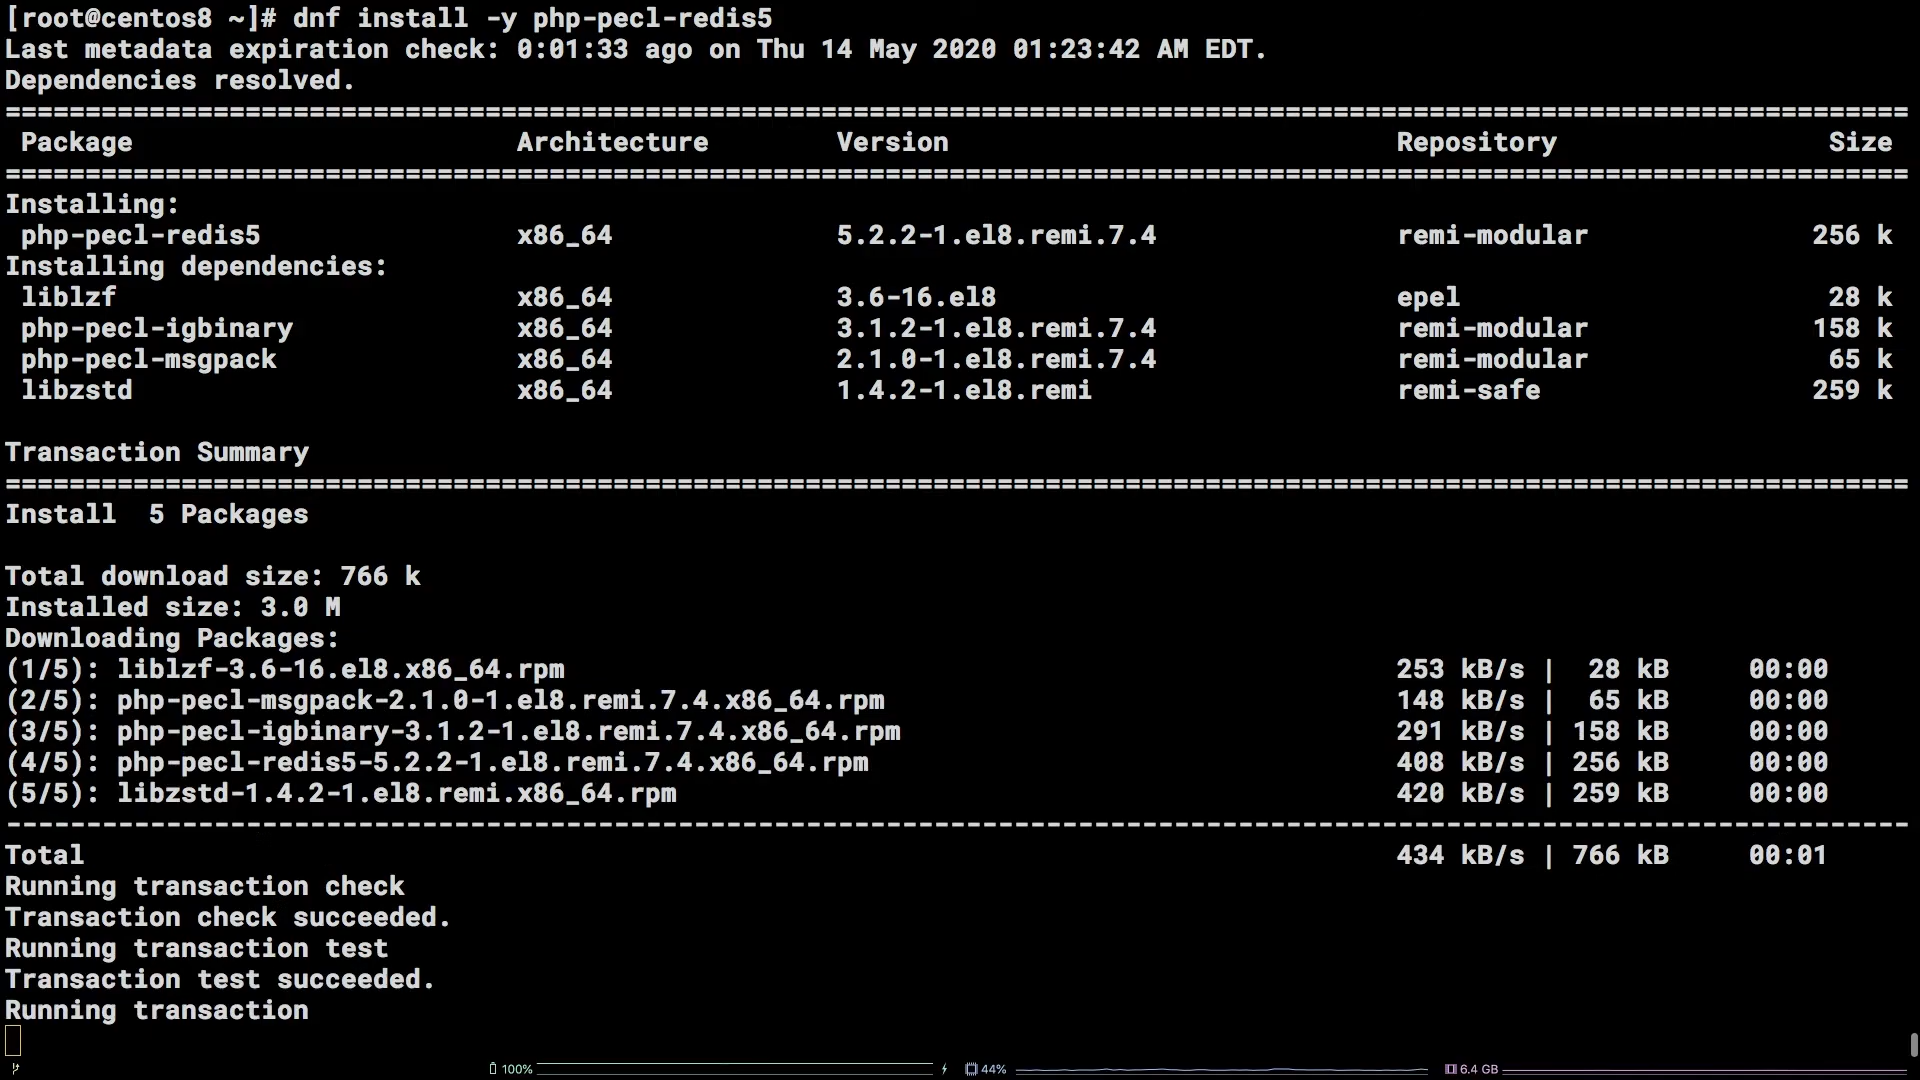 [root@centos8 ~]# dnf install -y php-pecl-redis5
Last metadata expiration check: 0:01:33 ago on Thu 14 May 2020 01:23:42 AM EDT.
Dependencies resolved.
=======================================================================================================================
Package Architecture Version Repository Size
=======================================================================================================================
Installing:
php-pecl-redis5 x86_64 5.2.2-1.el8.remi.7.4 remi-modular 256 k
Installing dependencies:
liblzf x86_64 3.6-16.el8 epel 28 k
php-pecl-igbinary x86_64 3.1.2-1.el8.remi.7.4 remi-modular 158 k
php-pecl-msgpack x86_64 2.1.0-1.el8.remi.7.4 remi-modular 65 k
libzstd x86_64 1.4.2-1.el8.remi remi-safe 259 k
Transaction Summary
=======================================================================================================================
Install 5 Packages
Total download size: 766 k
Installed size: 3.0 M
Downloading Packages:
(1/5): liblzf-3.6-16.el8.x86_64.rpm 253 kB/s | 28 kB 00:00
(2/5): php-pecl-msgpack-2.1.0-1.el8.remi.7.4.x86_64.rpm 148 kB/s | 65 kB 00:00
(3/5): php-pecl-igbinary-3.1.2-1.el8.remi.7.4.x86_64.rpm 291 kB/s | 158 kB 00:00
(4/5): php-pecl-redis5-5.2.2-1.el8.remi.7.4.x86_64.rpm 408 kB/s | 256 kB 00:00
(5/5): libzstd-1.4.2-1.el8.remi.x86_64.rpm 420 kB/s | 259 kB 00:00
-----------------------------------------------------------------------------------------------------------------------
Total 434 kB/s | 766 kB 00:01
Running transaction check
Transaction check succeeded.
Running transaction test
Transaction test succeeded.
Running transaction
100% 44% 6.4 GB